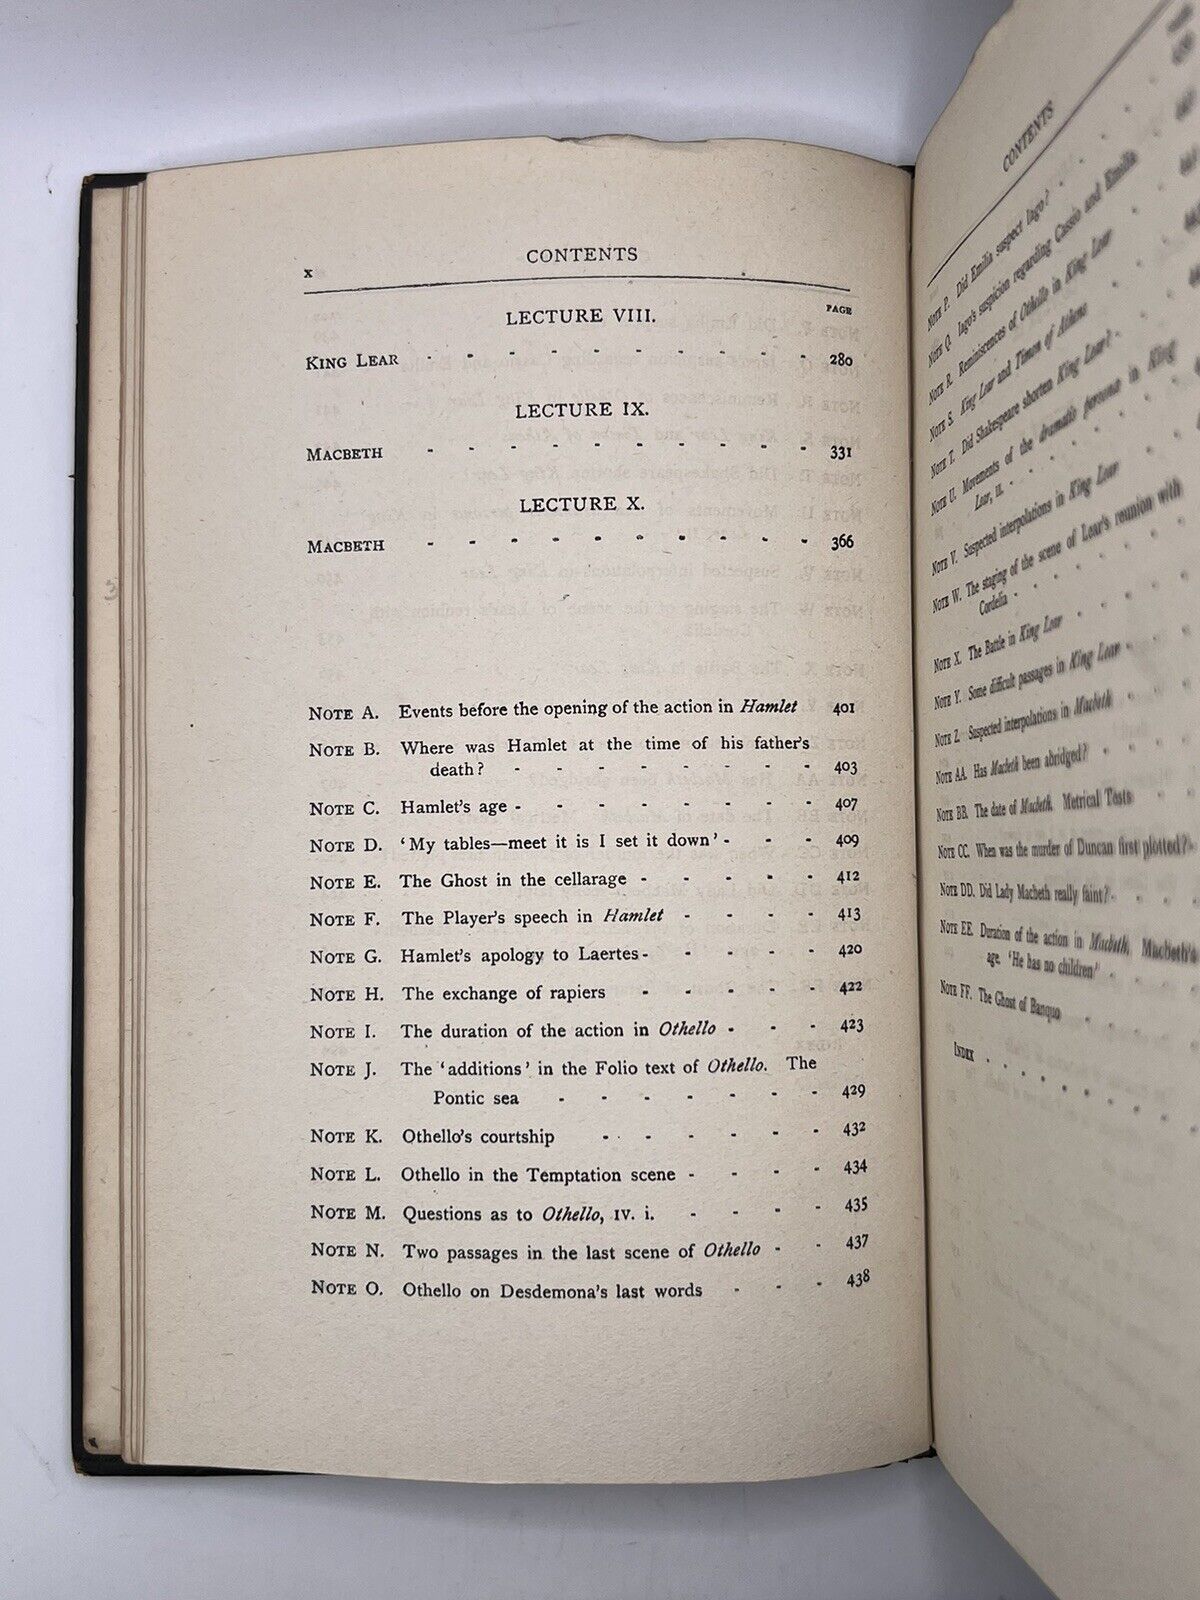 x
CONTENTS
PAGE
LECTURE VIII.
KING LEAR - - - - - - - - - - 280
LECTURE IX.
MACBETH - - - - - - - - - - 331
LECTURE X.
MACBETH - - - - - - - - - - 366
NOTE A. Events before the opening of the action in Hamlet 401
NOTE B. Where was Hamlet at the time of his father's
death? - - - - - - - - 403
NOTE C. Hamlet's age - - - - - - - - 407
NOTE D. 'My tables—meet it is I set it down' - - - 409
NOTE E. The Ghost in the cellarage - - - - - 412
NOTE F. The Player's speech in Hamlet - - - - 413
NOTE G. Hamlet's apology to Laertes - - - - - 420
NOTE H. The exchange of rapiers - - - - - 422
NOTE I. The duration of the action in Othello - - - 423
NOTE J. The 'additions' in the Folio text of Othello. The
Pontic sea - - - - - - - 429
NOTE K. Othello's courtship - - - - - - 432
NOTE L. Othello in the Temptation scene - - - - 434
NOTE M. Questions as to Othello, IV. i. - - - - 435
NOTE N. Two passages in the last scene of Othello - - 437
NOTE O. Othello on Desdemona's last words - - - 438
CONTENTS
NOTE P. Did Emilia suspect Iago? - - -
NOTE Q. Iago's suspicion regarding Cassio and Emilia
NOTE R. Reminiscences of Othello in King Lear
NOTE S. King Lear and Timon of Athens
NOTE T. Did Shakespeare shorten King Lear? -
NOTE U. Movements of the dramatis personæ in King
Lear, II. - - -
NOTE V. Suspected interpolations in King Lear
NOTE W. The staging of the scene of Lear's reunion with
Cordelia - - - -
NOTE X. The Battle in King Lear - - -
NOTE Y. Some difficult passages in King Lear - -
NOTE Z. Suspected interpolations in Macbeth - -
NOTE AA. Has Macbeth been abridged? - - -
NOTE BB. The date of Macbeth. Metrical Tests - -
NOTE CC. When was the murder of Duncan first plotted? -
NOTE DD. Did Lady Macbeth really faint? - - -
NOTE EE. Duration of the action in Macbeth. Macbeth's
age. 'He has no children' - - -
NOTE FF. The Ghost of Banquo - - -
INDEX - - - - - -